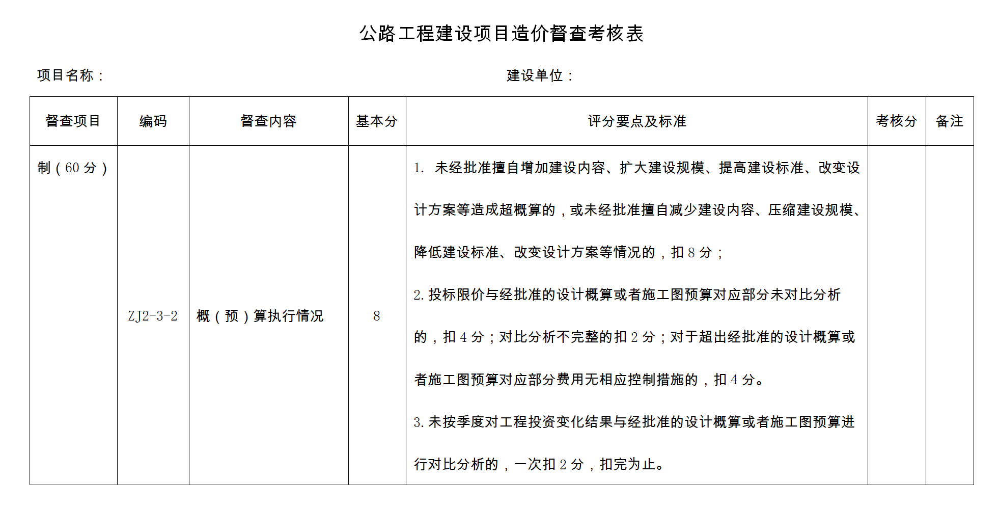 公路工程建设项目造价督查考核表
项目名称： 建设单位：
督查项目 编码 督查内容 基本分 评分要点及标准 考核分 备注
制（60 分）
ZJ2-3-2
概（预）算执行情况
8
1. 未经批准擅自增加建设内容、扩大建设规模、提高建设标准、改变设
计方案等造成超概算的，或未经批准擅自减少建设内容、压缩建设规模、
降低建设标准、改变设计方案等情况的，扣 8 分；
2.投标限价与经批准的设计概算或者施工图预算对应部分未对比分析
的，扣 4 分；对比分析不完整的扣 2 分；对于超出经批准的设计概算或
者施工图预算对应部分费用无相应控制措施的，扣 4 分。
3.未按季度对工程投资变化结果与经批准的设计概算或者施工图预算进
行对比分析的，一次扣 2 分，扣完为止。